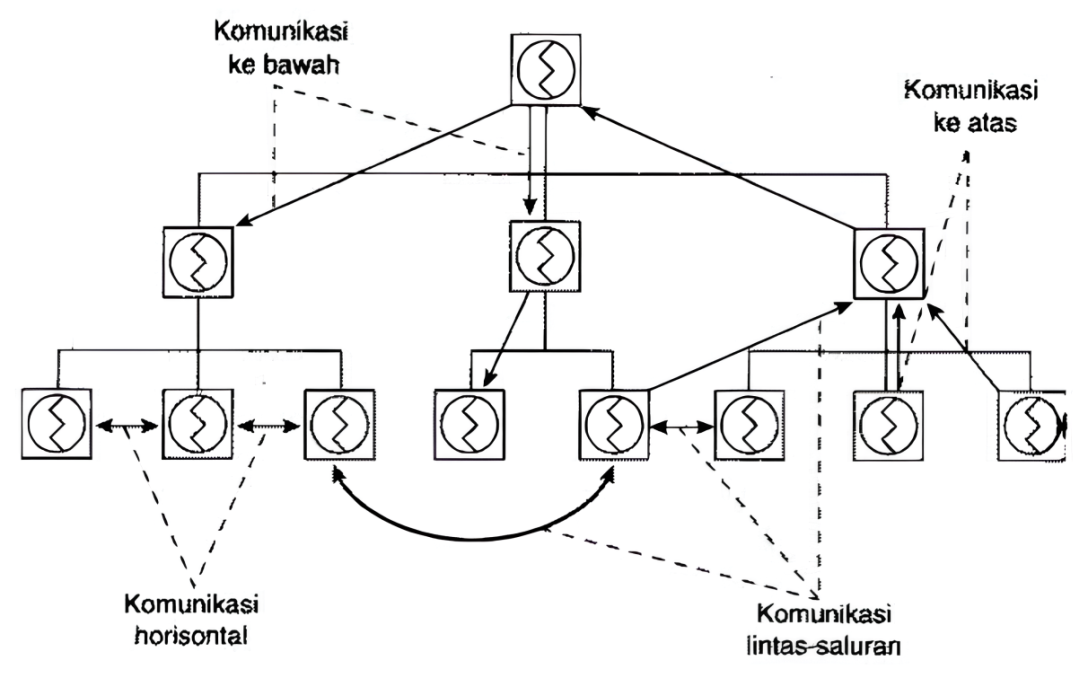 Komunikasi
ke bawah
Komunikasi
ke atas
Komunikasi
horisontal
Komunikasi
lintas-saluran